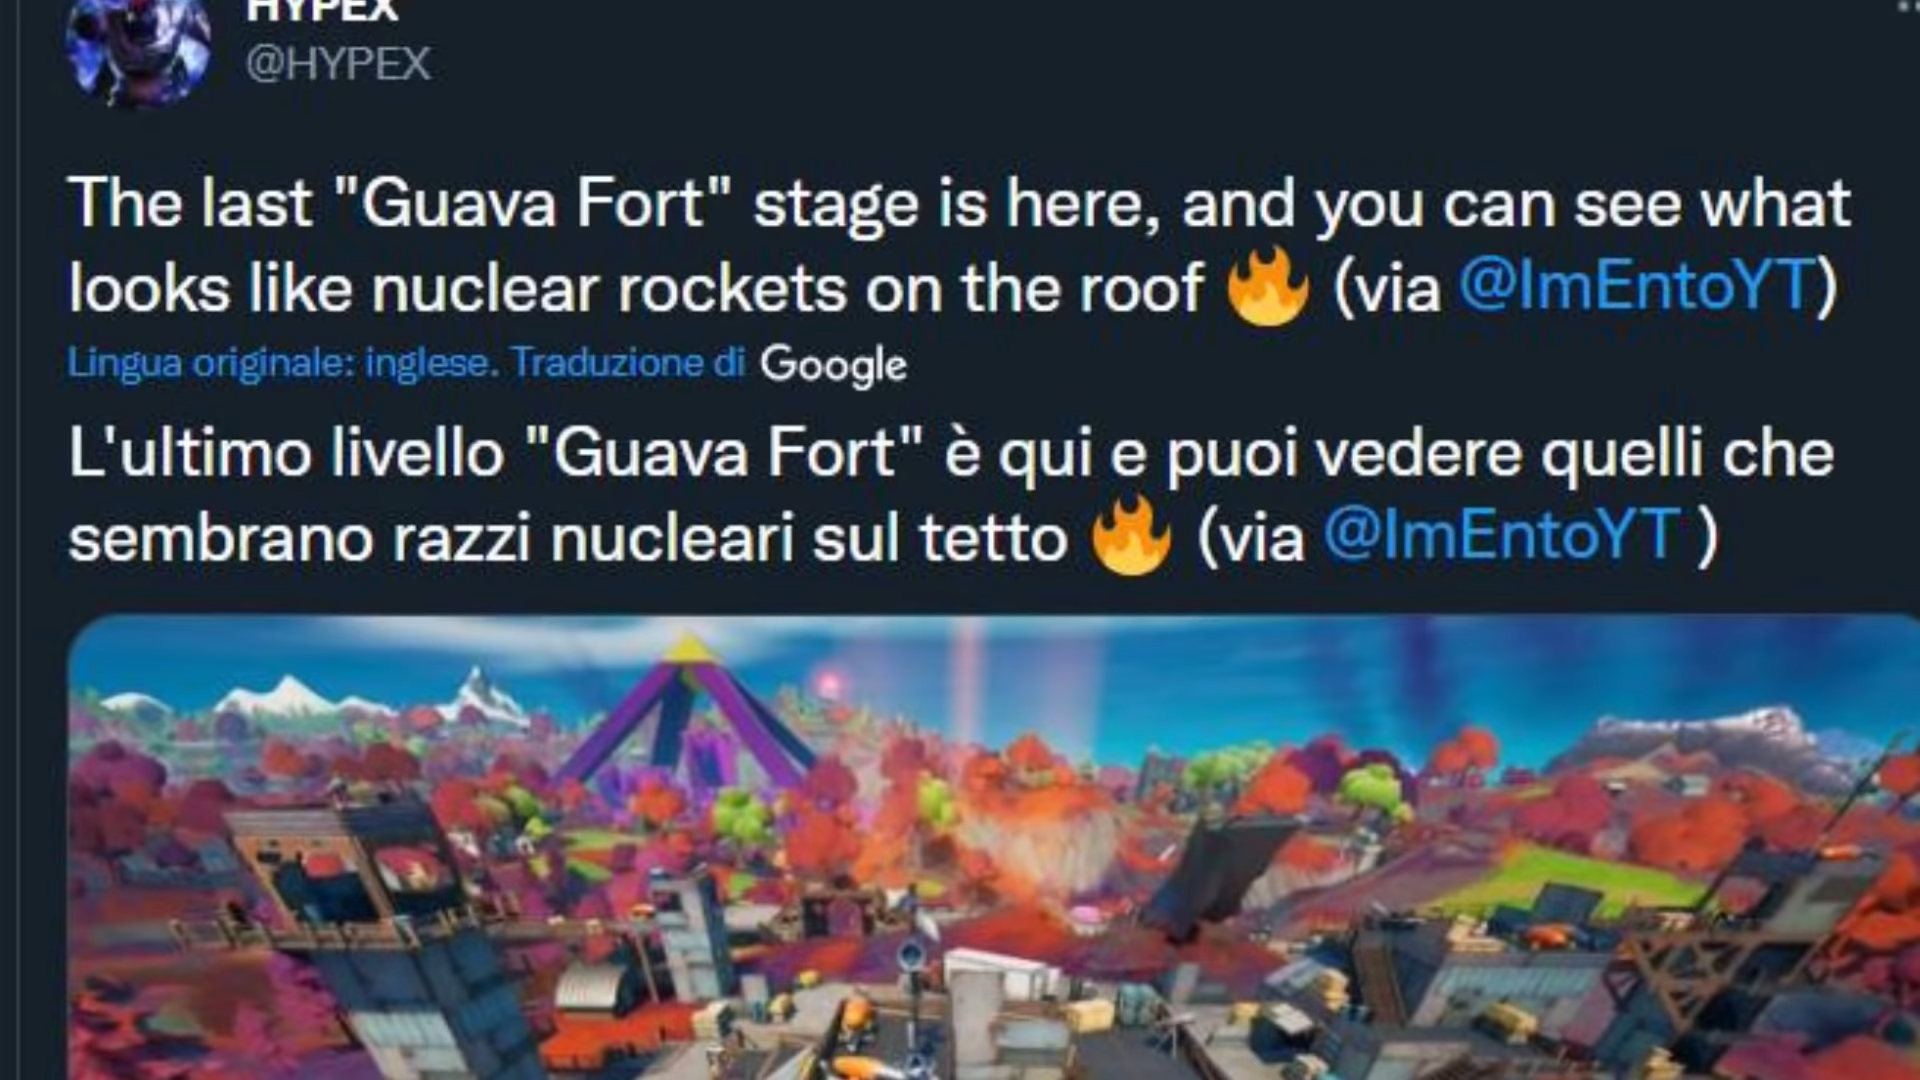 HYPEX
@HYPEX
The last "Guava Fort" stage is here, and you can see what
looks like nuclear rockets on the roof 🔥 (via @ImEntoYT)
Lingua originale: inglese. Traduzione di Google
L'ultimo livello "Guava Fort" è qui e puoi vedere quelli che
sembrano razzi nucleari sul tetto 🔥 (via @ImEntoYT )